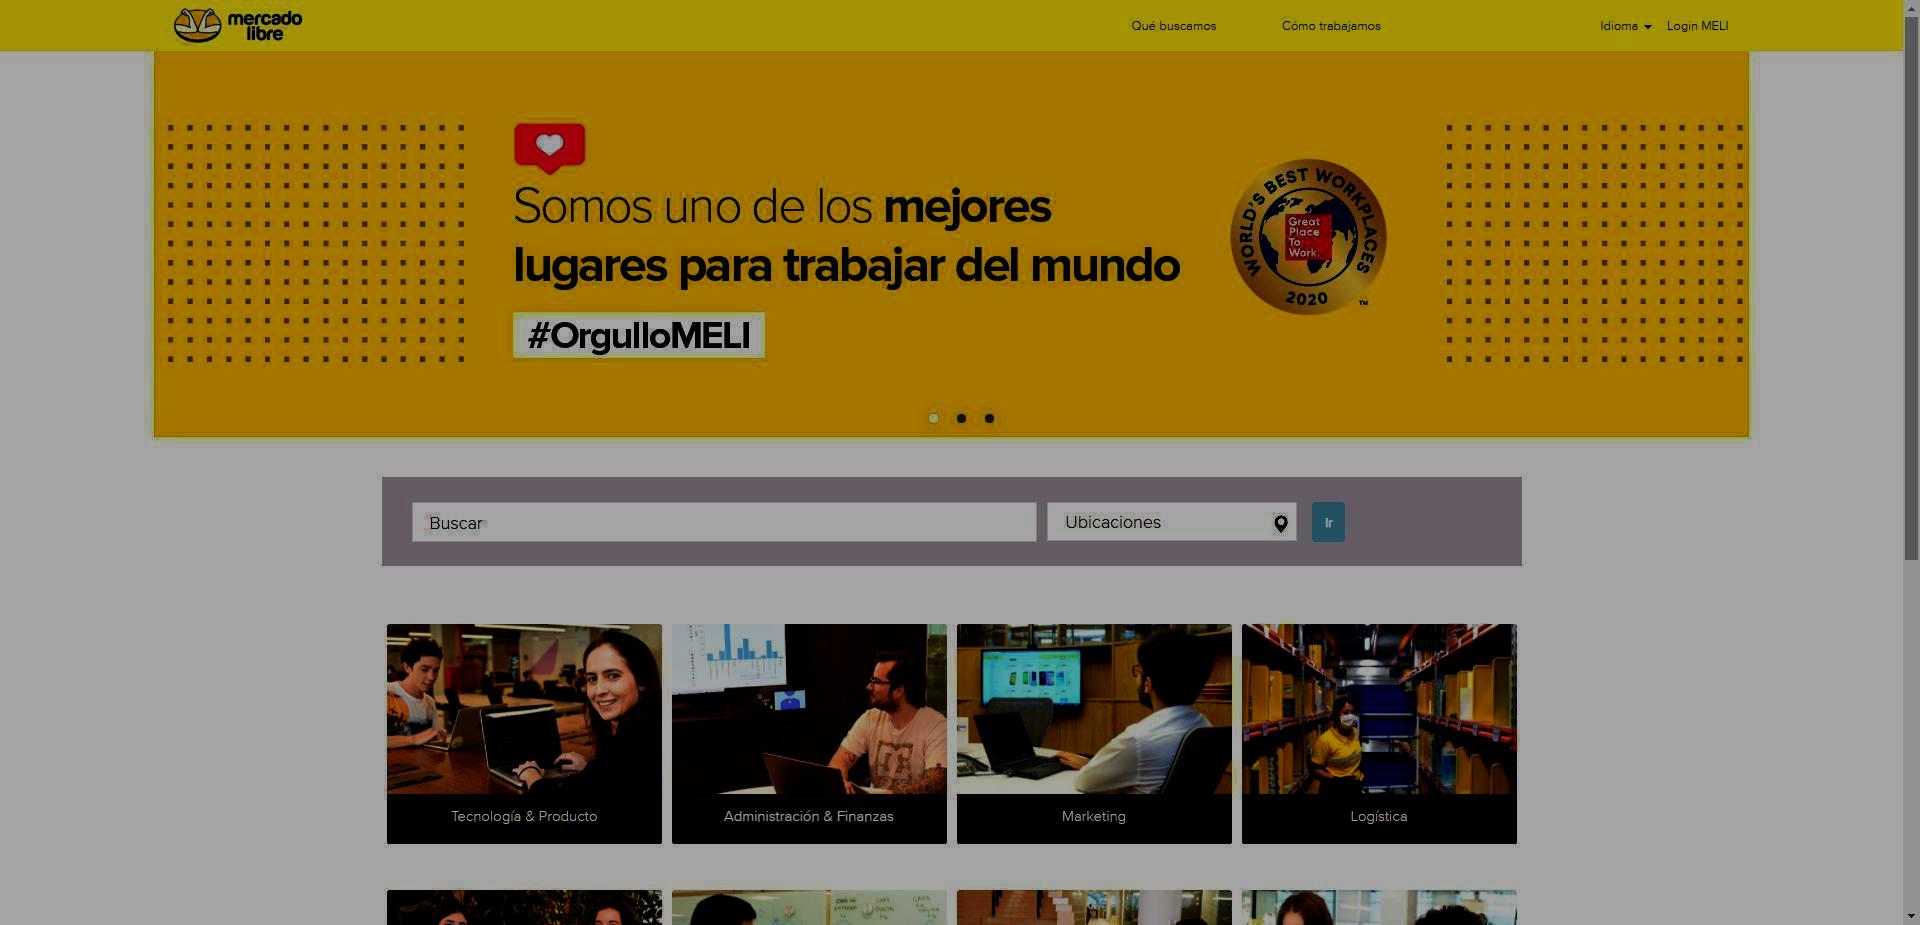 mercado
libre
Qué buscamos
Cómo trabajamos
Idioma
Login MELI
Somos uno de los mejores
lugares para trabajar del mundo
#OrgulloMELI
WORLD'S BEST WORKPLACES
Great
Place
To
Work.
2020
TM
Buscar
Ubicaciones
Ir
Tecnología & Producto
Administración & Finanzas
Marketing
Logística